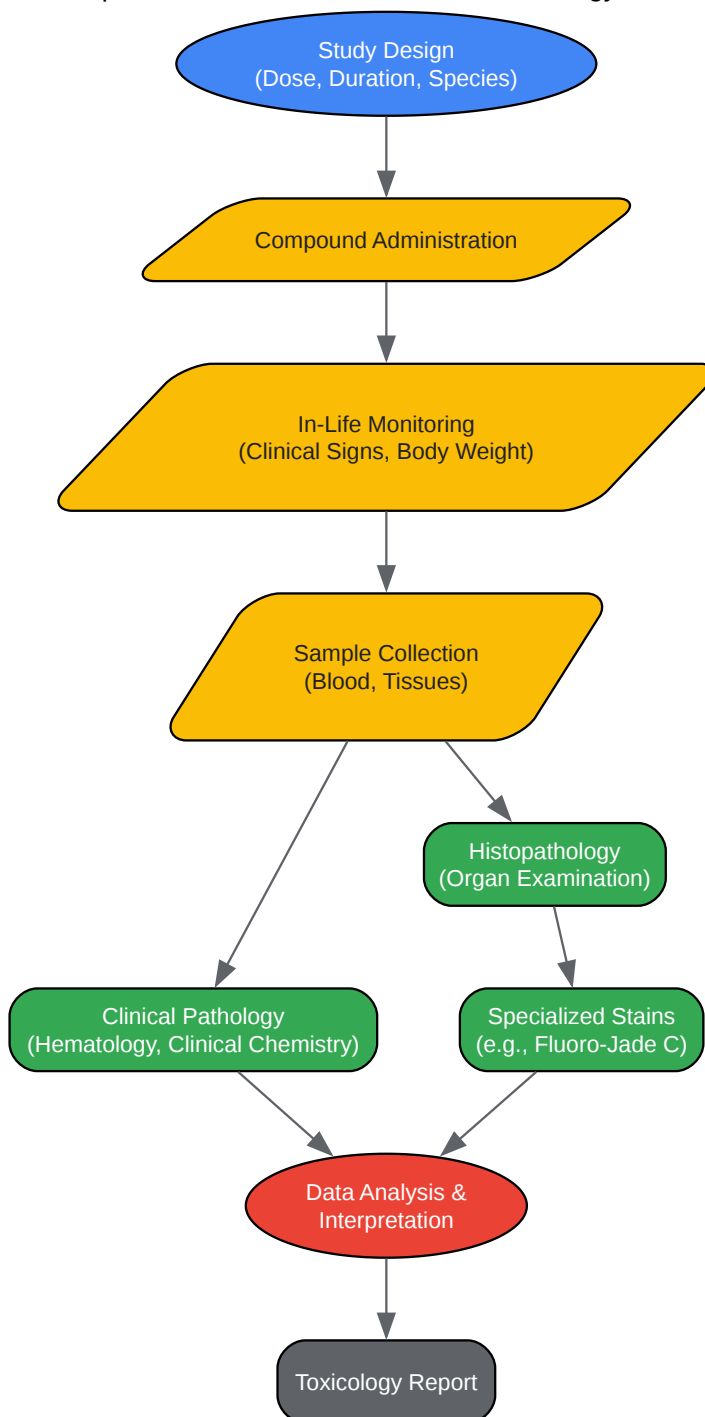 Study Design
(Dose, Duration, Species)
Compound Administration
In-Life Monitoring
(Clinical Signs, Body Weight)
Sample Collection
(Blood, Tissues)
Histopathology
(Organ Examination)
Clinical Pathology
(Hematology, Clinical Chemistry)
Specialized Stains
(e.g., Fluoro-Jade C)
Data Analysis &
Interpretation
Toxicology Report